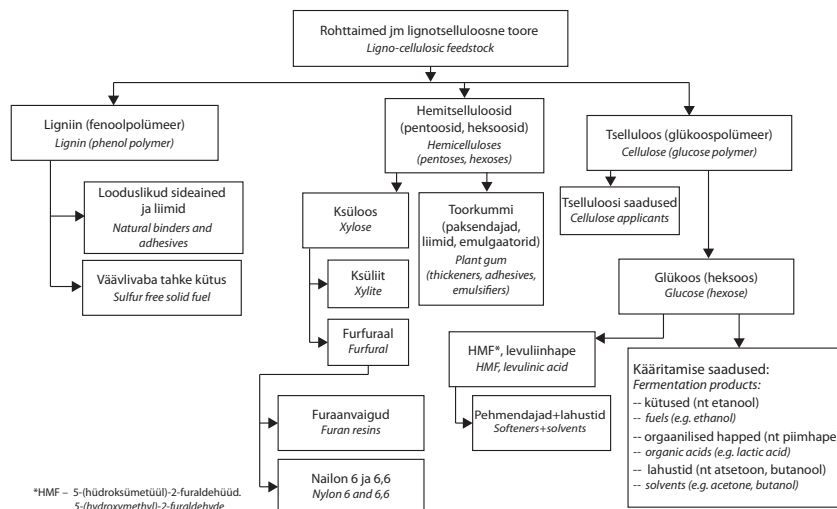 Rohttaimed jm lignotselluloosne toore
Ligno-cellulosic feedstock
Ligniin (fenoolpolümeer)
Lignin (phenol polymer)
Hemitselluloosid
(pentoosid, heksoosid)
Hemicelluloses
(pentoses, hexoses)
Tselluloos (glükoospolümeer)
Cellulose (glucose polymer)
Looduslikud sideained
ja liimid
Natural binders and
adhesives
Väävlivaba tahke kütus
Sulfur free solid fuel
Ksüloos
Xylose
Toorkummi
(paksendajad,
liimid, emulgaatorid)
Plant gum
(thickeners, adhesives,
emulsifiers)
Tselluloosi saadused
Cellulose applicants
Ksüliit
Xylite
Glükoos (heksoos)
Glucose (hexose)
Furfuraal
Furfural
HMF*, levuliinhape
HMF, levulinic acid
Kääritamise saadused:
Fermentation products:
-- kütused (nt etanool)
-- fuels (e.g. ethanol)
-- orgaanilised happed (nt piimhape)
-- organic acids (e.g. lactic acid)
-- lahustid (nt atsetoon, butanool)
-- solvents (e.g. acetone, butanol)
Furaanvaigud
Furan resins
Pehmendajad+lahustid
Softeners+solvents
Nailon 6 ja 6,6
Nylon 6 and 6,6
*HMF – 5-(hüdroksümetüül)-2-furaldehüüd.
5-(hydroxymethyl)-2-furaldehyde